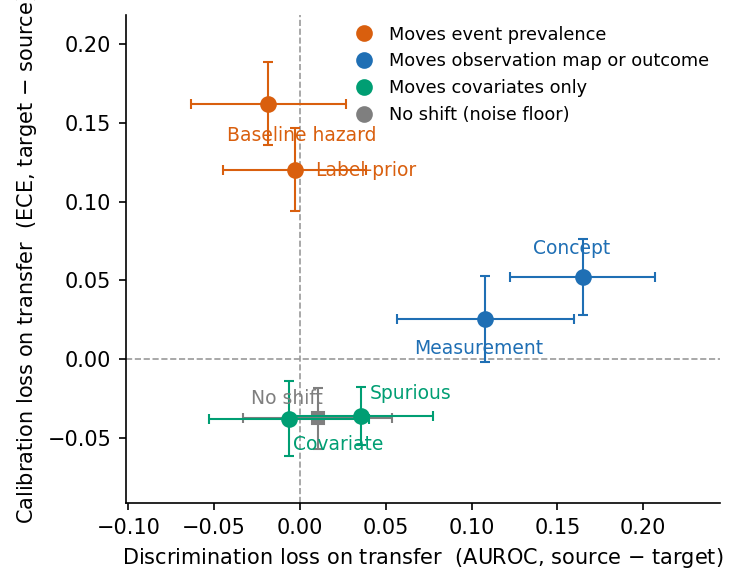 Moves event prevalence
Moves observation map or outcome
Moves covariates only
No shift (noise floor)
Baseline hazard
Label prior
Concept
Measurement
No shift
Spurious
Covariate
0.20
0.15
0.10
0.05
0.00
−0.05
−0.10
−0.05
0.00
0.05
0.10
0.15
0.20
Calibration loss on transfer (ECE, target − source
Discrimination loss on transfer (AUROC, source − target)